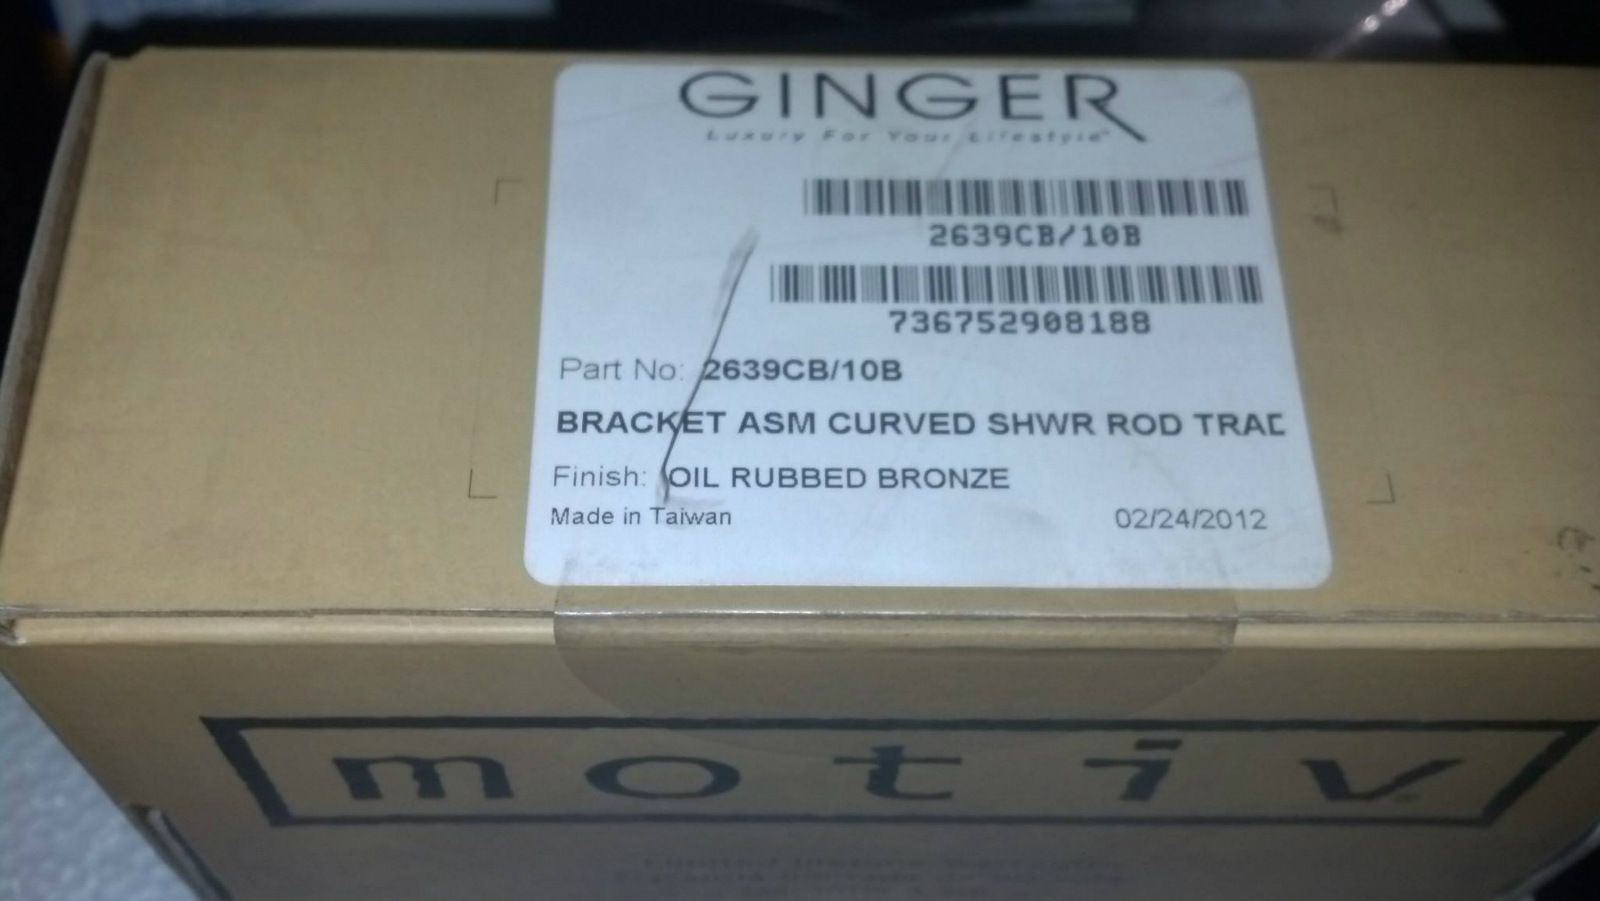 GINGER
Luxury For Your Lifestyle™
2639CB/10B
736752908188
Part No: 2639CB/10B
BRACKET ASM CURVED SHWR ROD TRAD
Finish: OIL RUBBED BRONZE
Made in Taiwan 02/24/2012
motiv